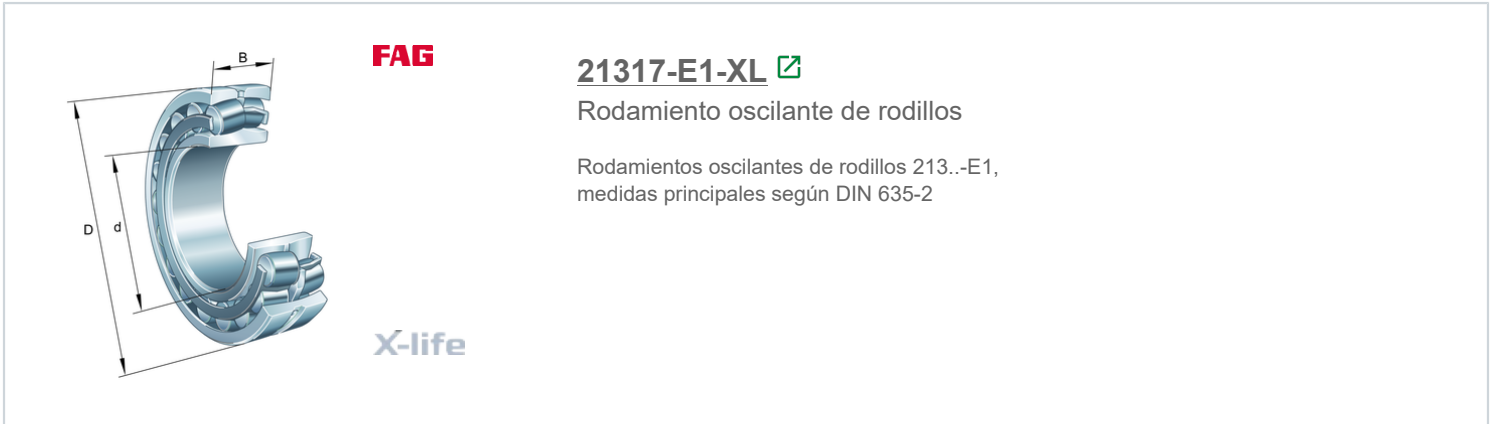 B
FAG
21317-E1-XL
Rodamiento oscilante de rodillos
Rodamientos oscilantes de rodillos 213..-E1,
medidas principales según DIN 635-2
D
d
X-life